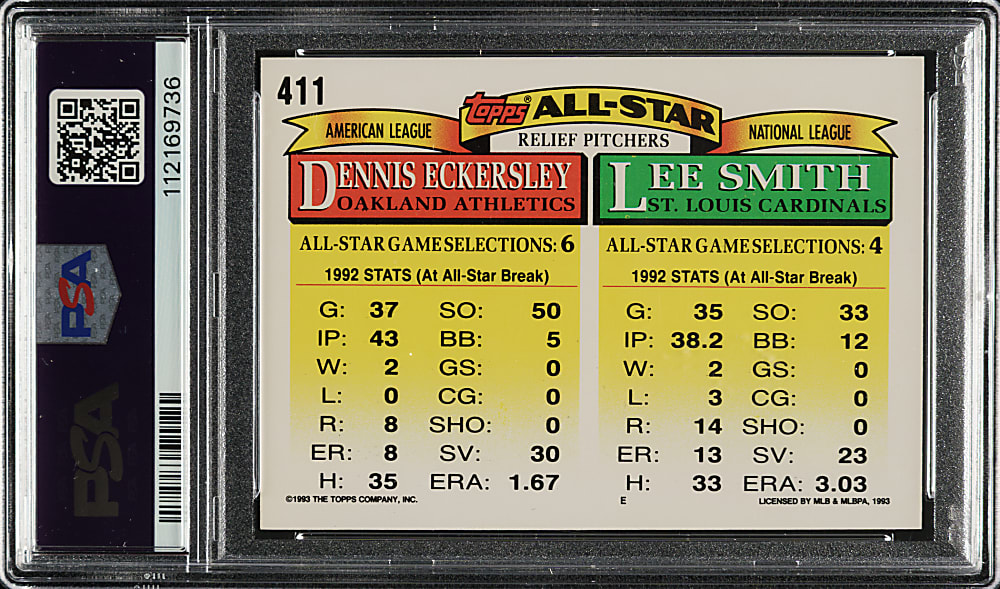 112169736
PSA
PSA
411
topps® ALL-STAR
AMERICAN LEAGUE
RELIEF PITCHERS
NATIONAL LEAGUE
DENNIS ECKERSLEY
OAKLAND ATHLETICS
ALL-STAR GAME SELECTIONS: 6
1992 STATS (At All-Star Break)
G: 37 SO: 50
IP: 43 BB: 5
W: 2 GS: 0
L: 0 CG: 0
R: 8 SHO: 0
ER: 8 SV: 30
H: 35 ERA: 1.67
©1993 THE TOPPS COMPANY, INC.
LEE SMITH
ST. LOUIS CARDINALS
ALL-STAR GAME SELECTIONS: 4
1992 STATS (At All-Star Break)
G: 35 SO: 33
IP: 38.2 BB: 12
W: 2 GS: 0
L: 3 CG: 0
R: 14 SHO: 0
ER: 13 SV: 23
H: 33 ERA: 3.03
E LICENSED BY MLB & MLBPA, 1993